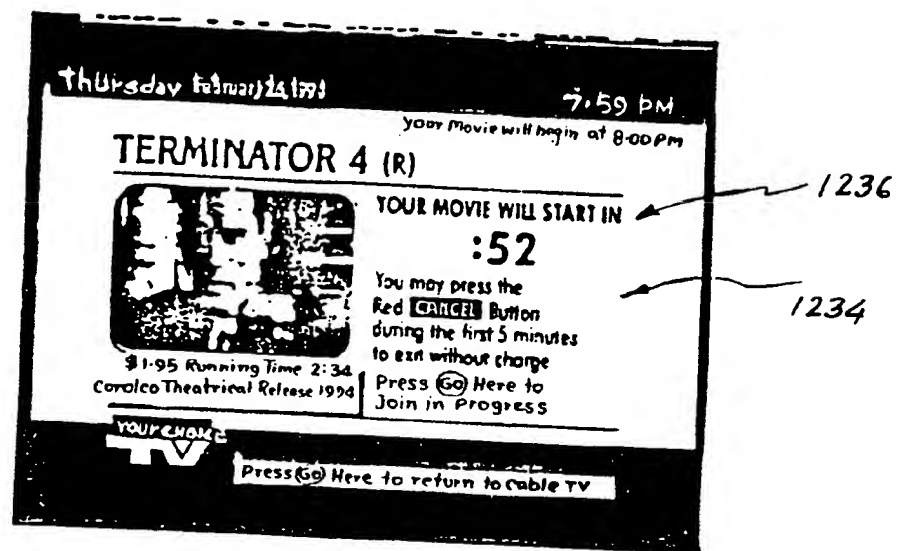 Thursday February 24, 1994
7:59 PM
Your Movie will begin at 8:00 PM
TERMINATOR 4 (R)
YOUR MOVIE WILL START IN
1236
:52
You may press the
Red CANCEL Button
during the first 5 minutes
to exit without charge
1234
$1.95 Running Time 2:34
Carolco Theatrical Release 1994
Press Go Here to
Join in Progress
YOUR CHOICE
TV
Press Go Here to return to Cable TV